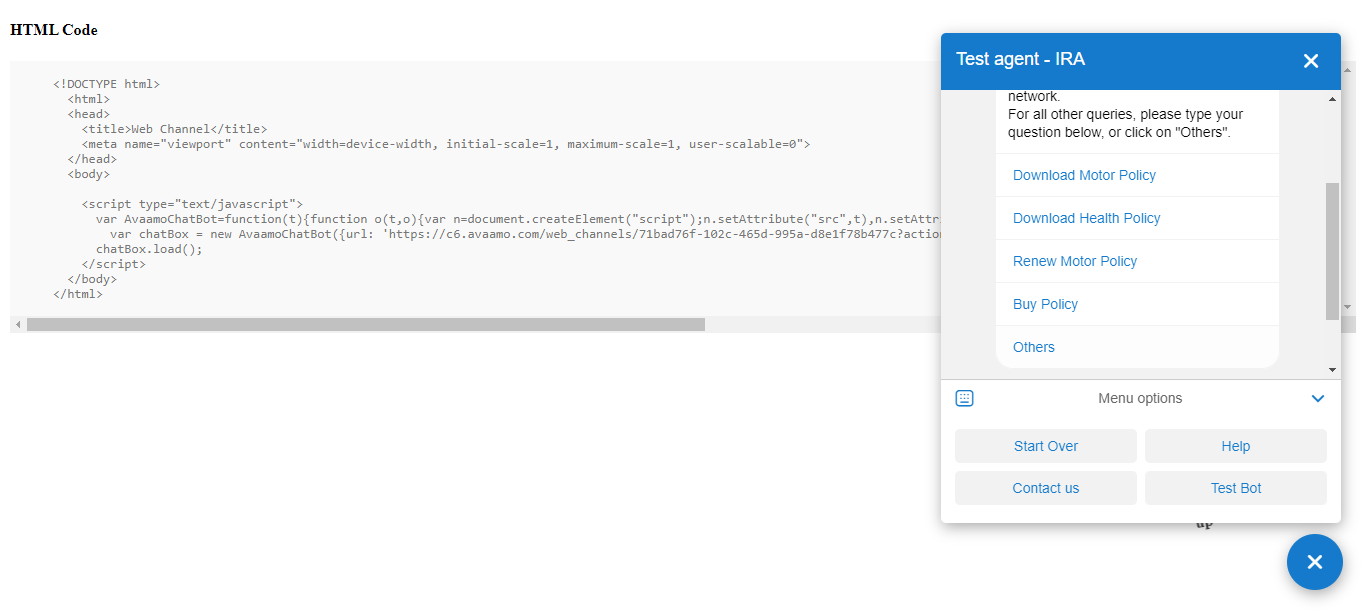 HTML Code
<!DOCTYPE html>
<html>
<head>
<title>Web Channel</title>
<meta name="viewport" content="width=device-width, initial-scale=1, maximum-scale=1, user-scalable=0">
</head>
<body>
<script type="text/javascript">
var AvaamoChatBot=function(t){function o(t,o){var n=document.createElement("script");n.setAttribute("src",t),n.setAttr
var chatBox = new AvaamoChatBot({url: 'https://c6.avaamo.com/web_channels/71bad76f-102c-465d-995a-d8e1f78b477c?action
chatBox.load();
</script>
</body>
</html>
Test agent - IRA
network.
For all other queries, please type your
question below, or click on "Others".
Download Motor Policy
Download Health Policy
Renew Motor Policy
Buy Policy
Others
Menu options
Start Over
Help
Contact us
Test Bot
up